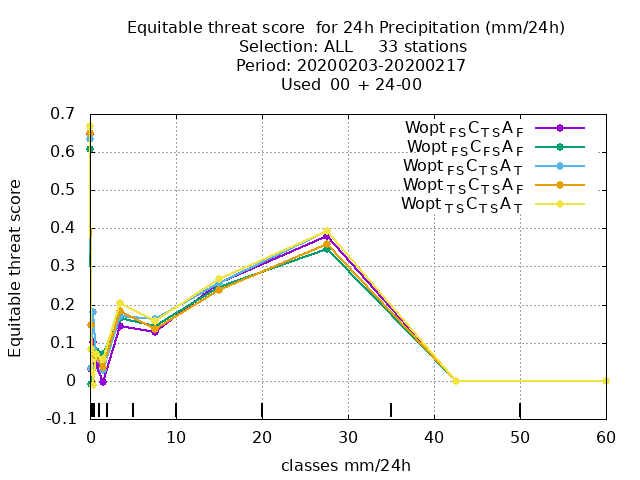 Equitable threat score  for 24h Precipitation (mm/24h)
Selection: ALL     33 stations
Period: 20200203-20200217
Used  00 + 24-00
0.7
0.6
0.5
0.4
0.3
0.2
0.1
0
-0.1
Equitable threat score
Wopt FS C TS A F
Wopt FS C FS A F
Wopt FS C TS A T
Wopt TS C TS A F
Wopt TS C TS A T
0 10 20 30 40 50 60
classes mm/24h